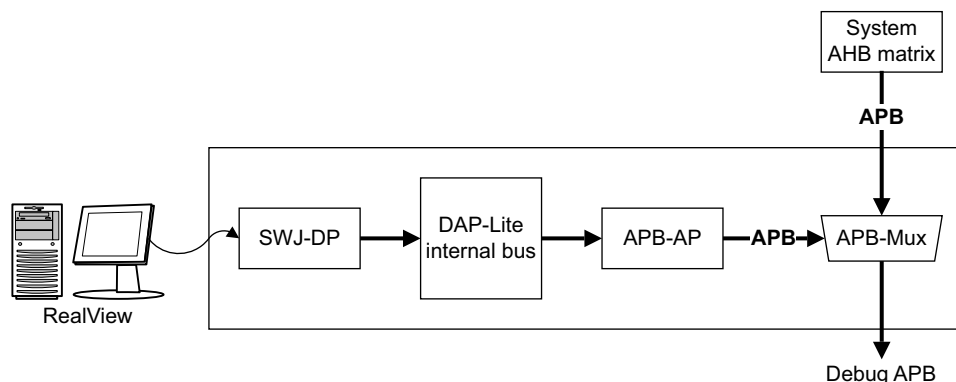 System
AHB matrix
APB
SWJ-DP
DAP-Lite
internal bus
APB-AP
APB
APB-Mux
RealView
Debug APB